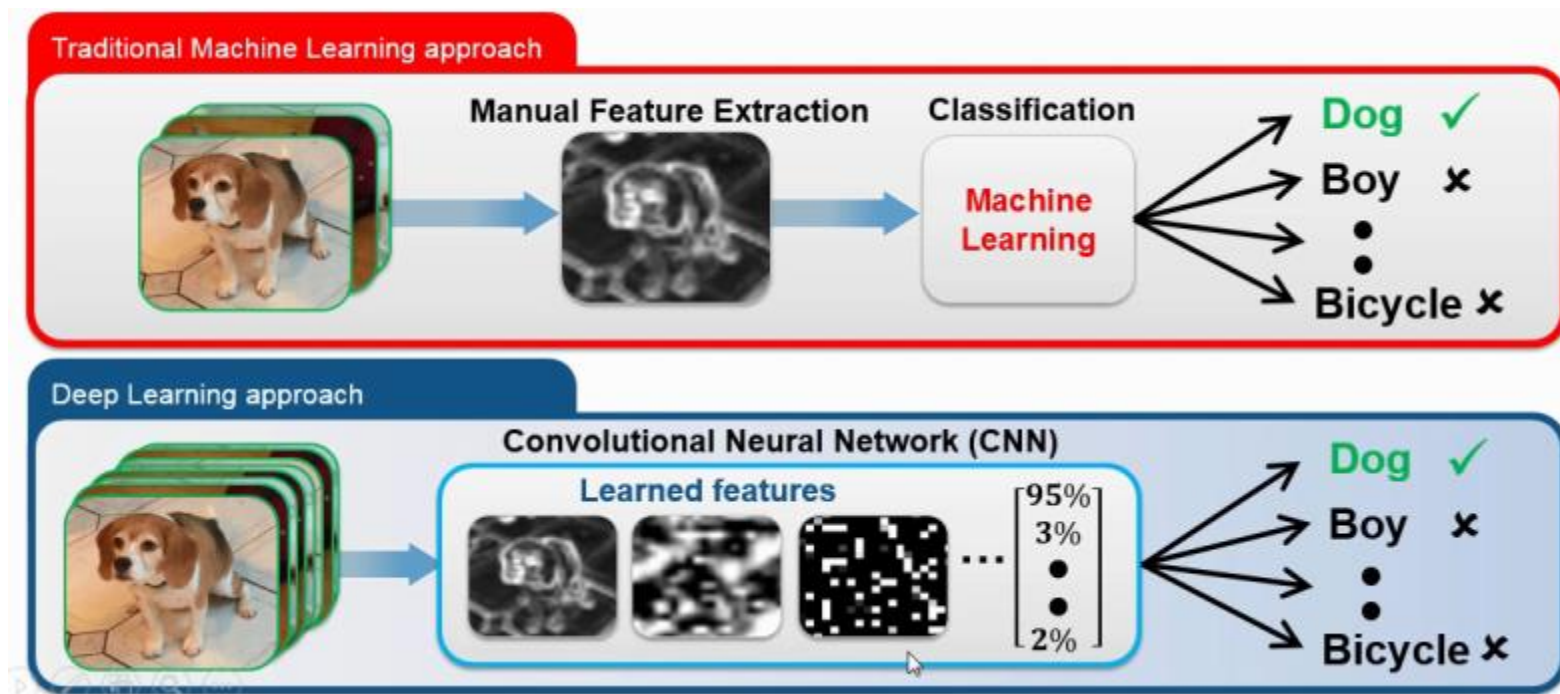 Traditional Machine Learning approach
Manual Feature Extraction
Classification
Machine
Learning
Dog ✓
Boy ✘
●
●
Bicycle ✘
Deep Learning approach
Convolutional Neural Network (CNN)
Learned features
95%
3%
●
●
2%
...
Dog ✓
Boy ✘
●
●
Bicycle ✘